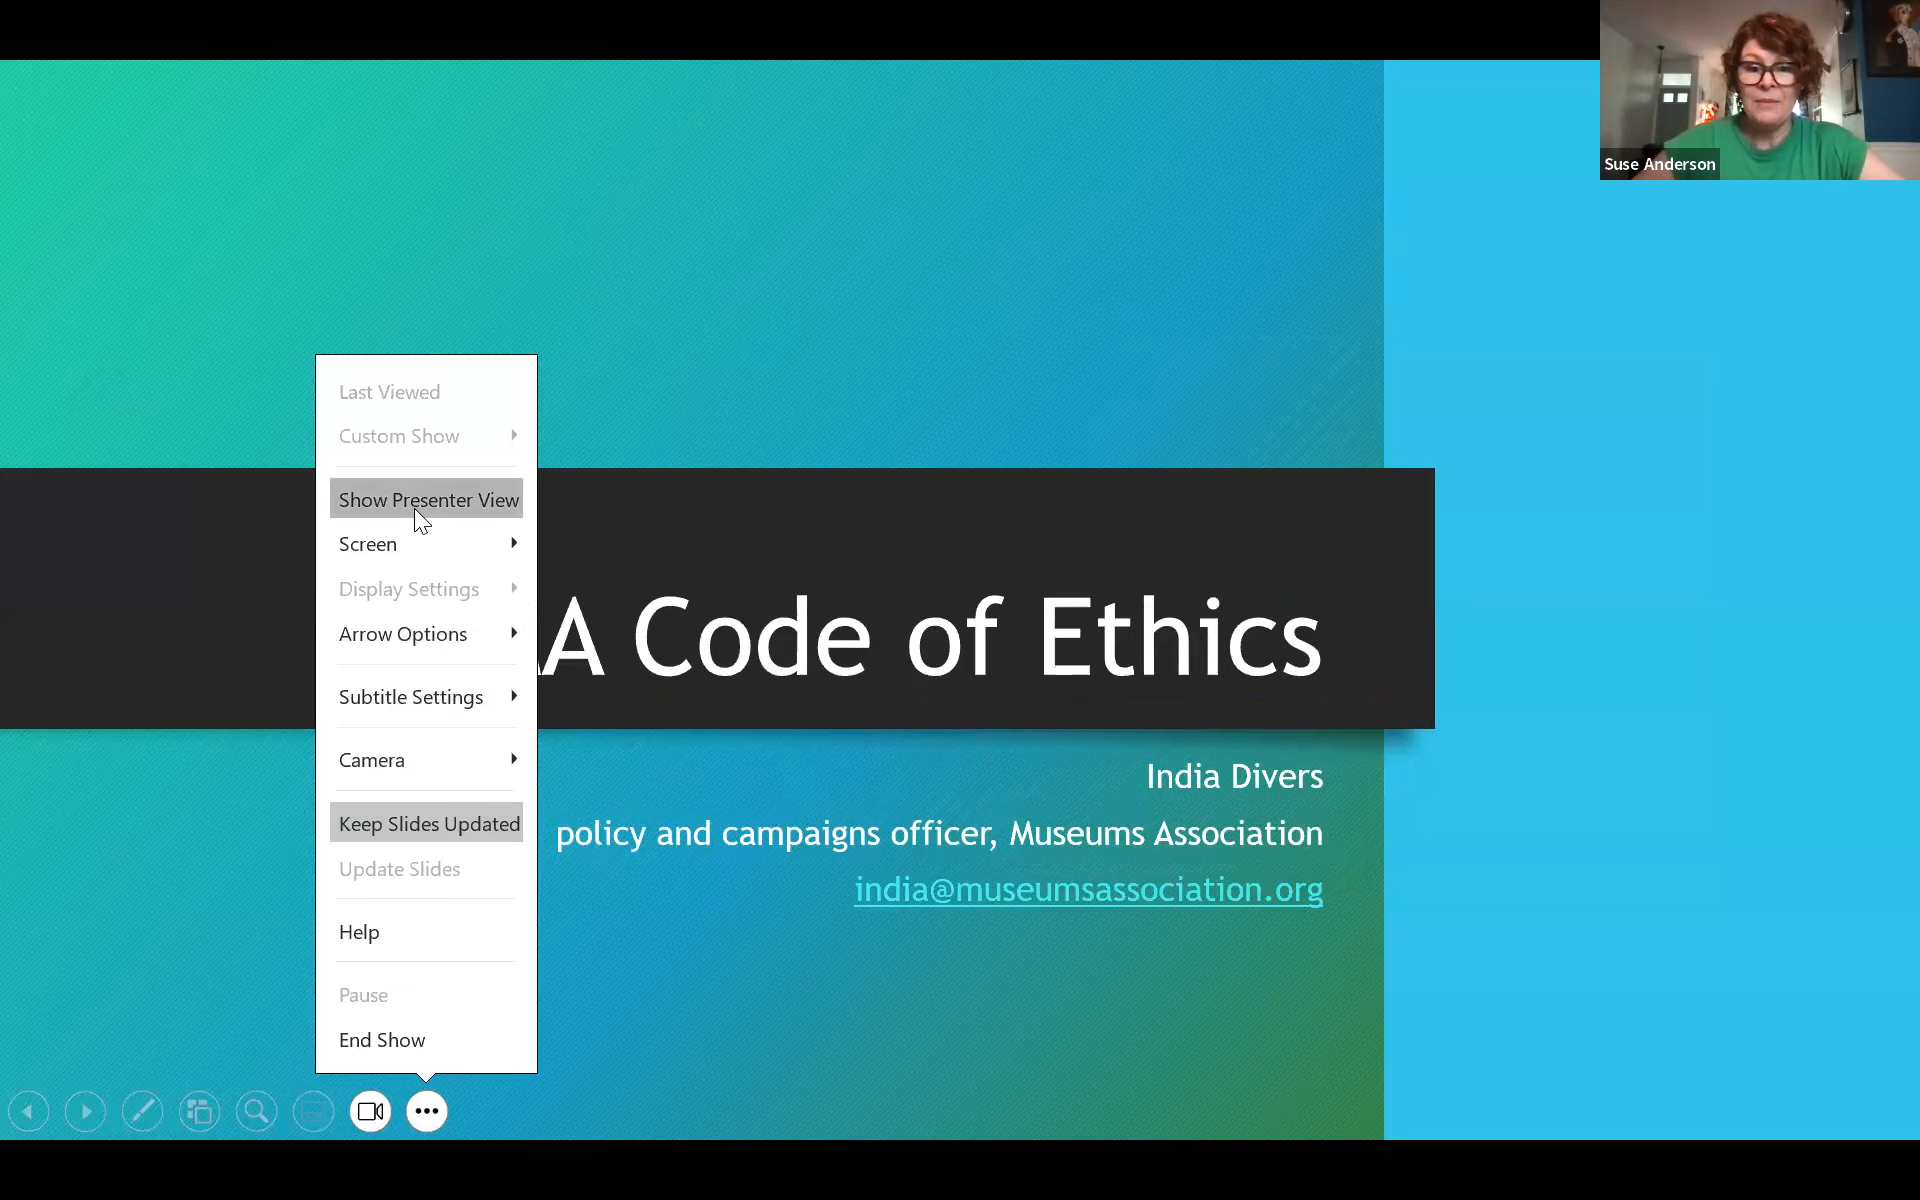 Suse Anderson
Last Viewed
Custom Show
Show Presenter View
Screen
Display Settings
Arrow Options
Subtitle Settings
Camera
Keep Slides Updated
Update Slides
Help
Pause
End Show
A Code of Ethics
India Divers
policy and campaigns officer, Museums Association
india@museumsassociation.org